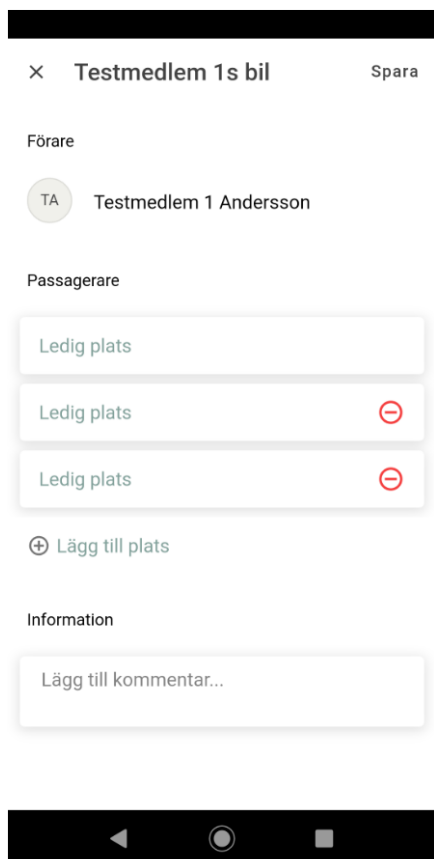 Testmedlem 1s bil
Spara
Förare
TA
Testmedlem 1 Andersson
Passagerare
Ledig plats
Ledig plats
Ledig plats
Lägg till plats
Information
Lägg till kommentar...